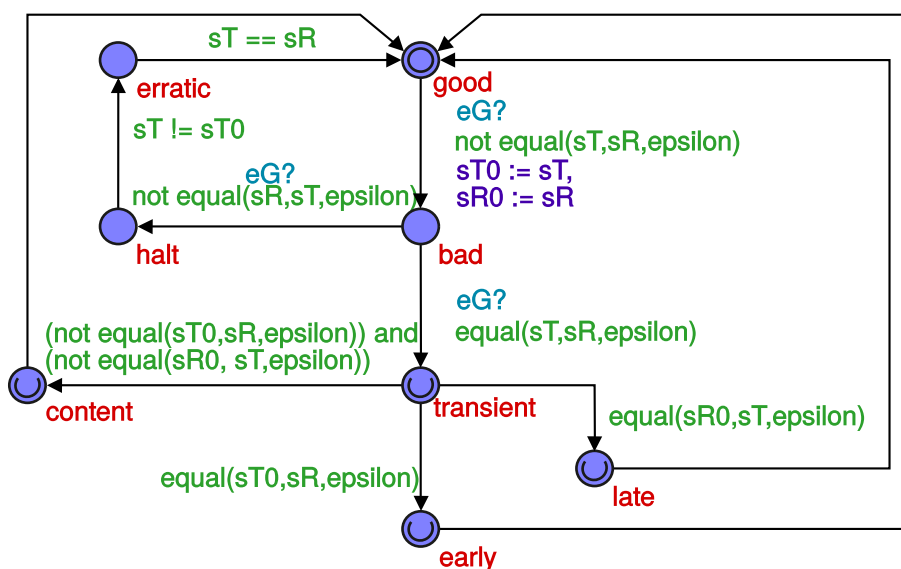 sT == sR
erratic
good
eG?
not equal(sT,sR,epsilon)
sT0 := sT,
sR0 := sR
sT != sT0
eG?
not equal(sR,sT,epsilon)
halt
bad
eG?
equal(sT,sR,epsilon)
(not equal(sT0,sR,epsilon)) and
(not equal(sR0, sT,epsilon))
content
transient
equal(sR0,sT,epsilon)
equal(sT0,sR,epsilon)
late
early